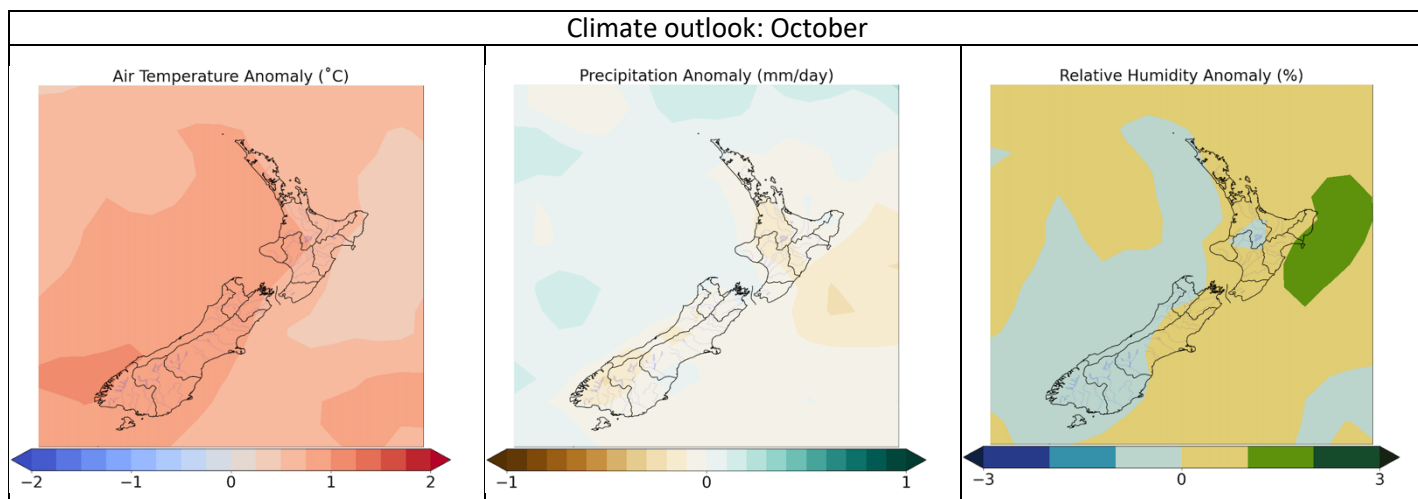 Climate outlook: October
Air Temperature Anomaly (˚C)
Precipitation Anomaly (mm/day)
Relative Humidity Anomaly (%)
−2 −1 0 1 2
−1 0 1
−3 0 3